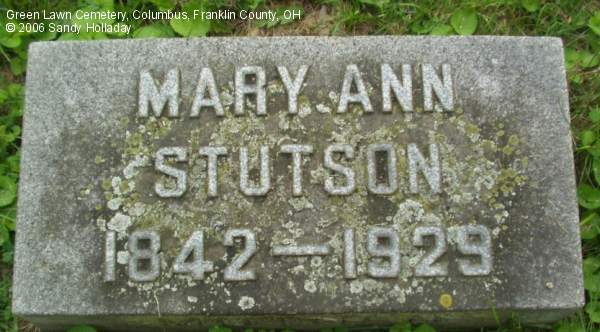 Green Lawn Cemetery, Columbus, Franklin County, OH
© 2006 Sandy Holladay
MARY ANN
STUTSON
1842—1929